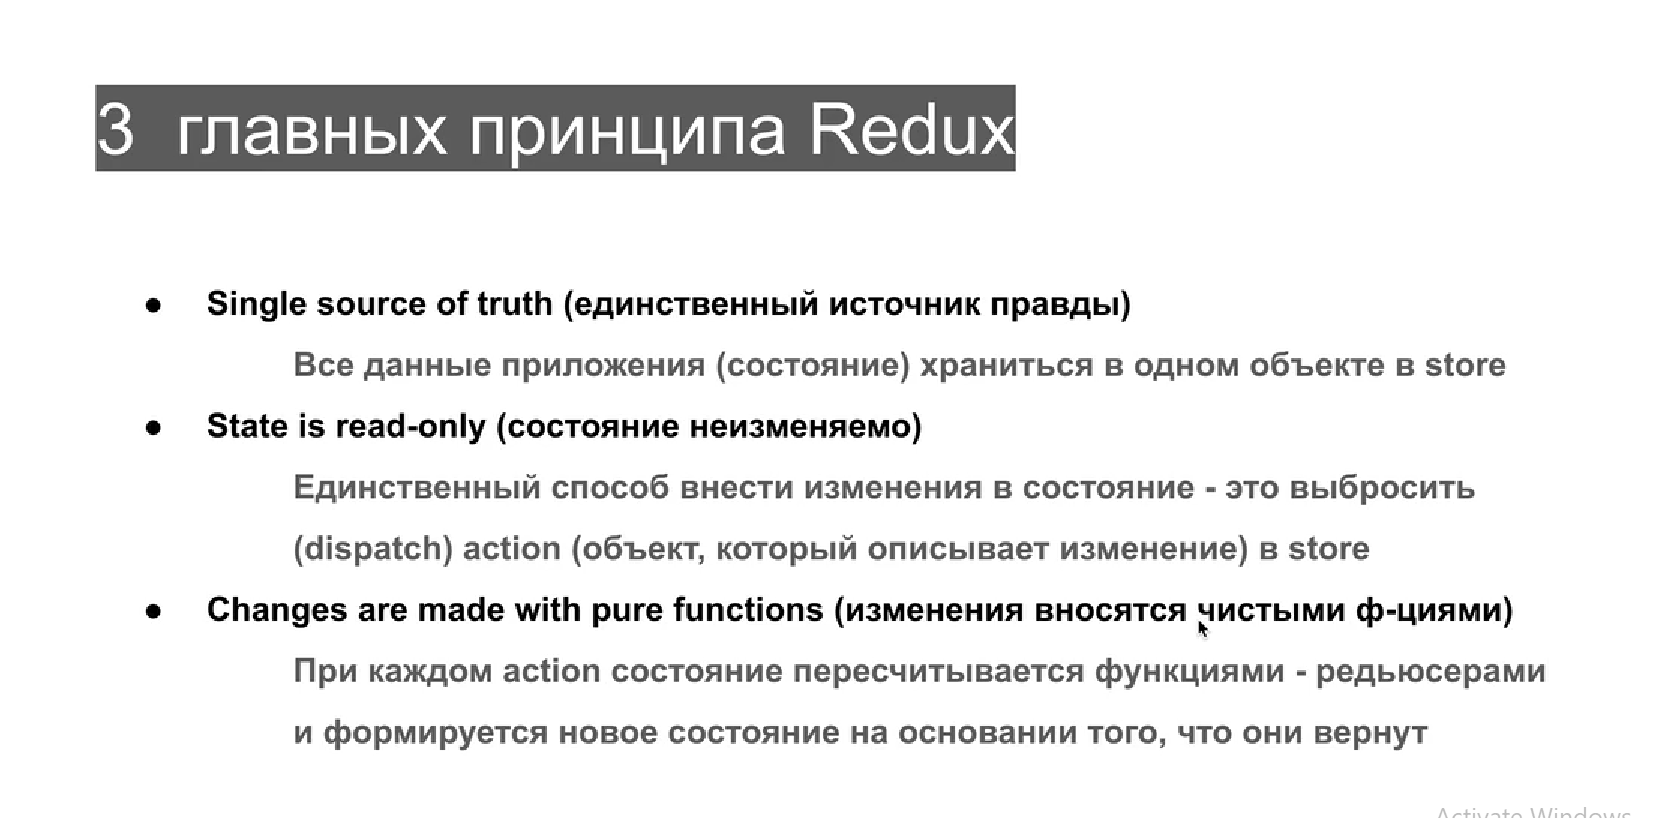 3 главных принципа Redux
● Single source of truth (единственный источник правды)
Все данные приложения (состояние) храниться в одном объекте в store
● State is read-only (состояние неизменяемо)
Единственный способ внести изменения в состояние - это выбросить
(dispatch) action (объект, который описывает изменение) в store
● Changes are made with pure functions (изменения вносятся чистыми ф-циями)
При каждом action состояние пересчитывается функциями - редьюсерами
и формируется новое состояние на основании того, что они вернут
Activate Windows